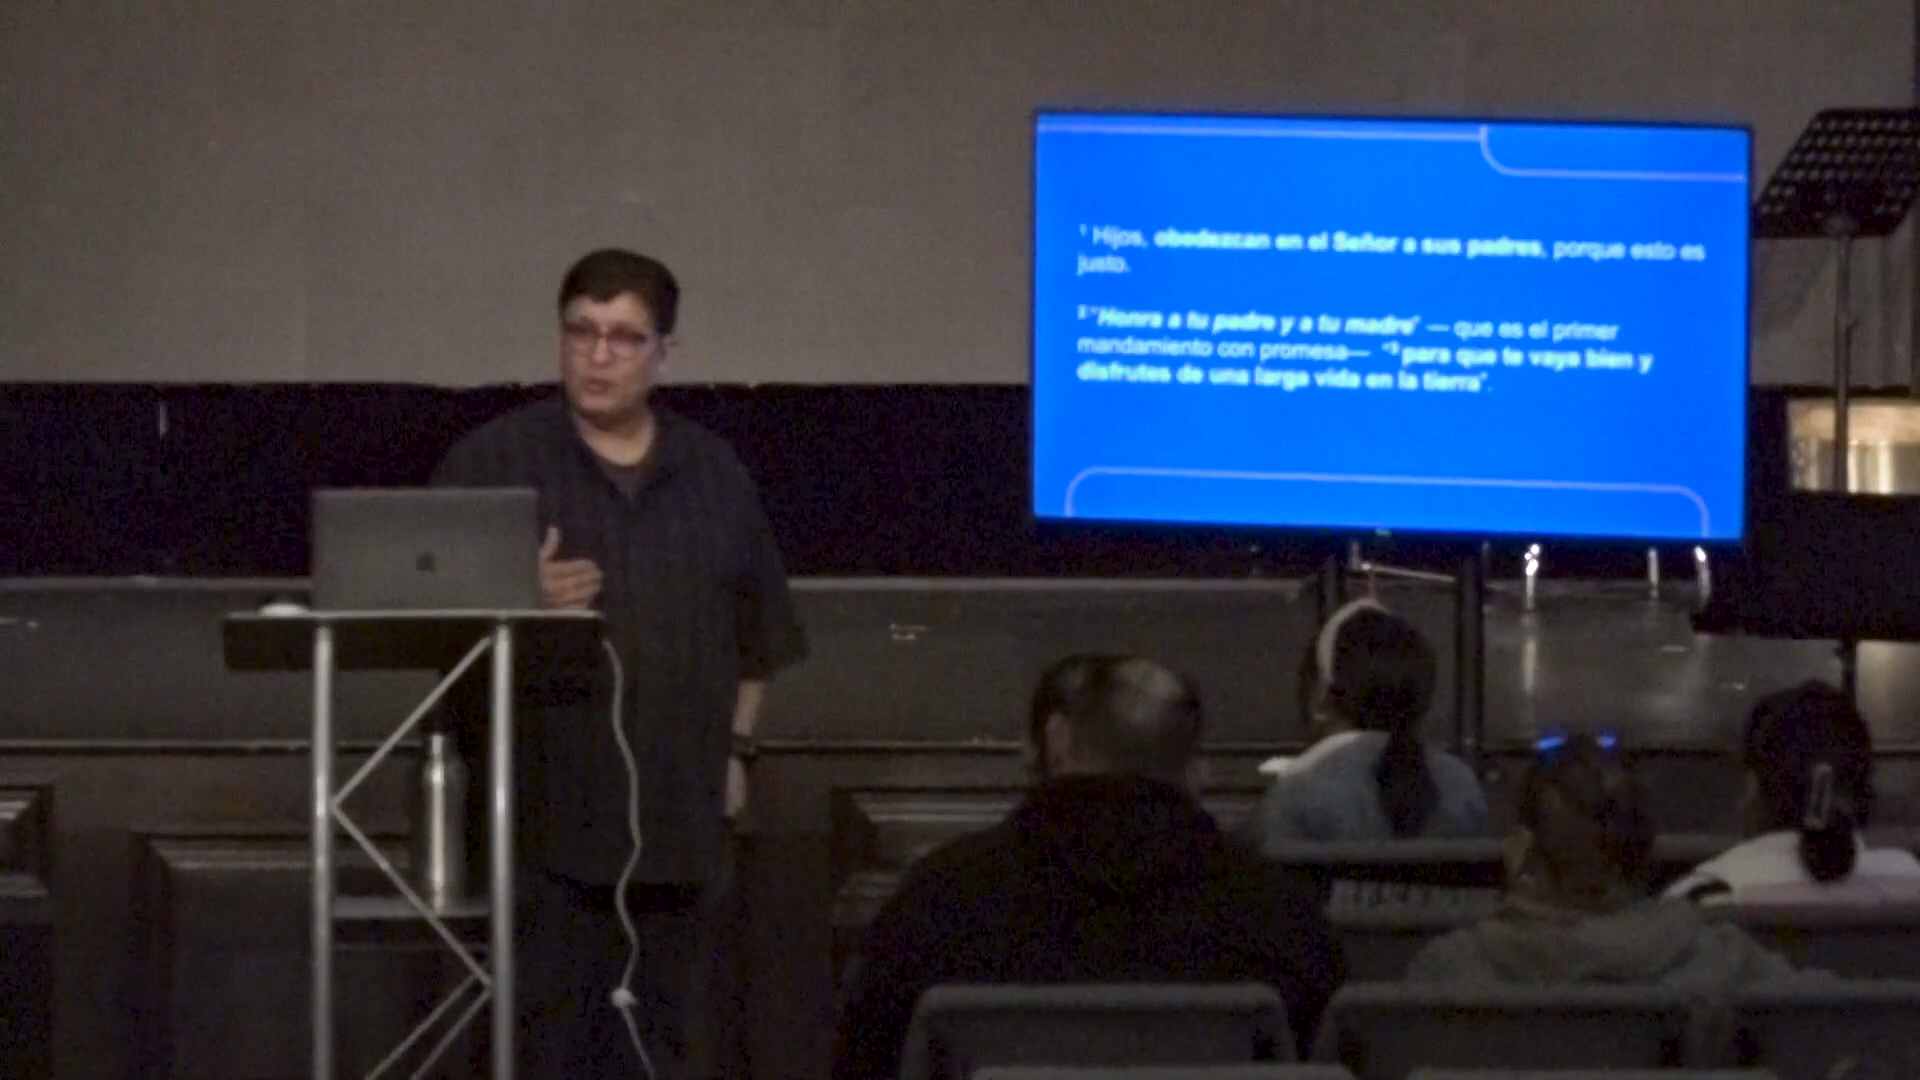 ¹ Hijos, obedezcan en el Señor a sus padres, porque esto es
justo.
² "Honra a tu padre y a tu madre" — que es el primer
mandamiento con promesa— "³ para que te vaya bien y
disfrutes de una larga vida en la tierra".